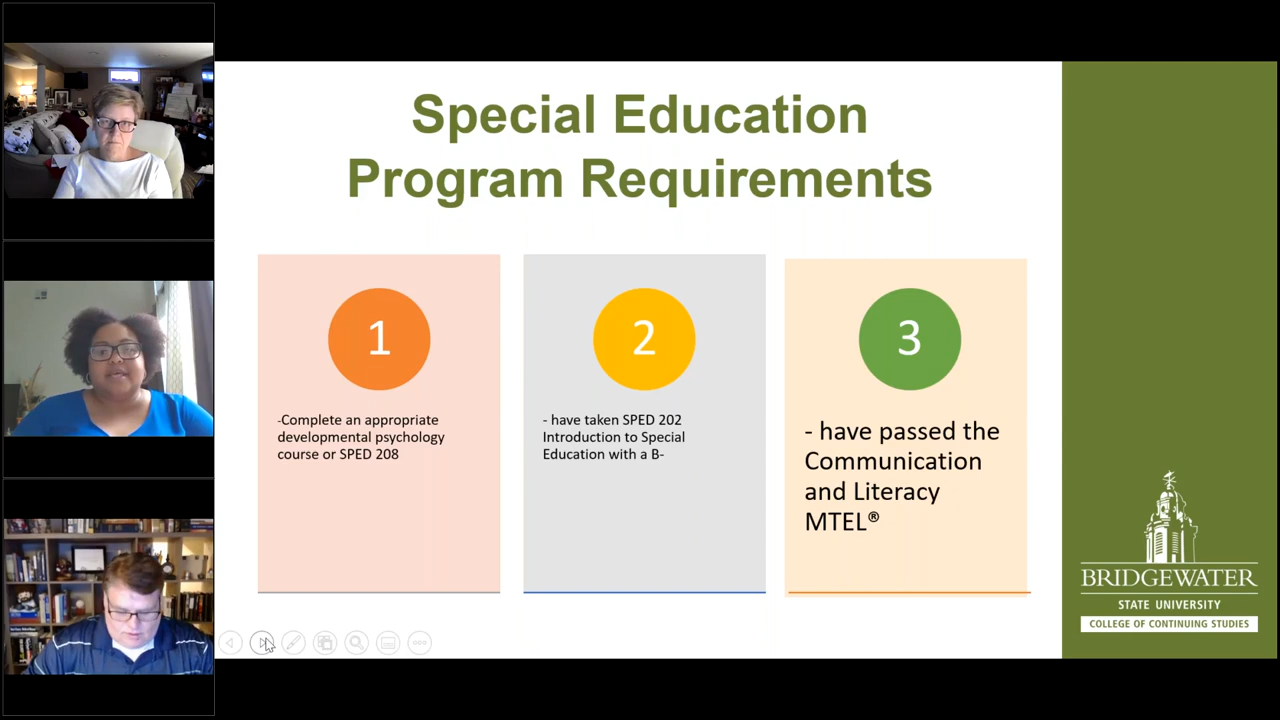 Special Education
Program Requirements
1
-Complete an appropriate
developmental psychology
course or SPED 208
2
- have taken SPED 202
Introduction to Special
Education with a B-
3
- have passed the
Communication
and Literacy
MTEL®
BRIDGEWATER
STATE UNIVERSITY
COLLEGE OF CONTINUING STUDIES